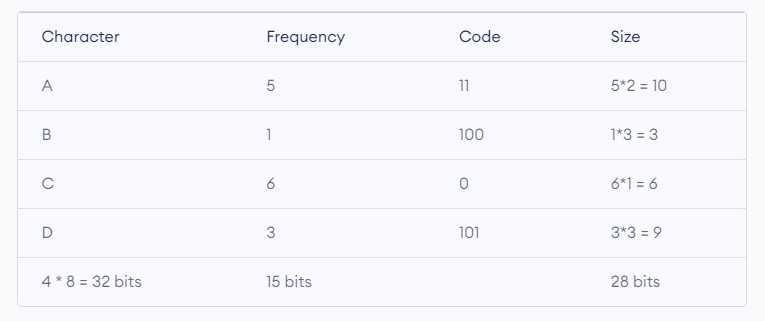 Character Frequency Code Size
A 5 11 5*2 = 10
B 1 100 1*3 = 3
C 6 0 6*1 = 6
D 3 101 3*3 = 9
4 * 8 = 32 bits 15 bits 28 bits